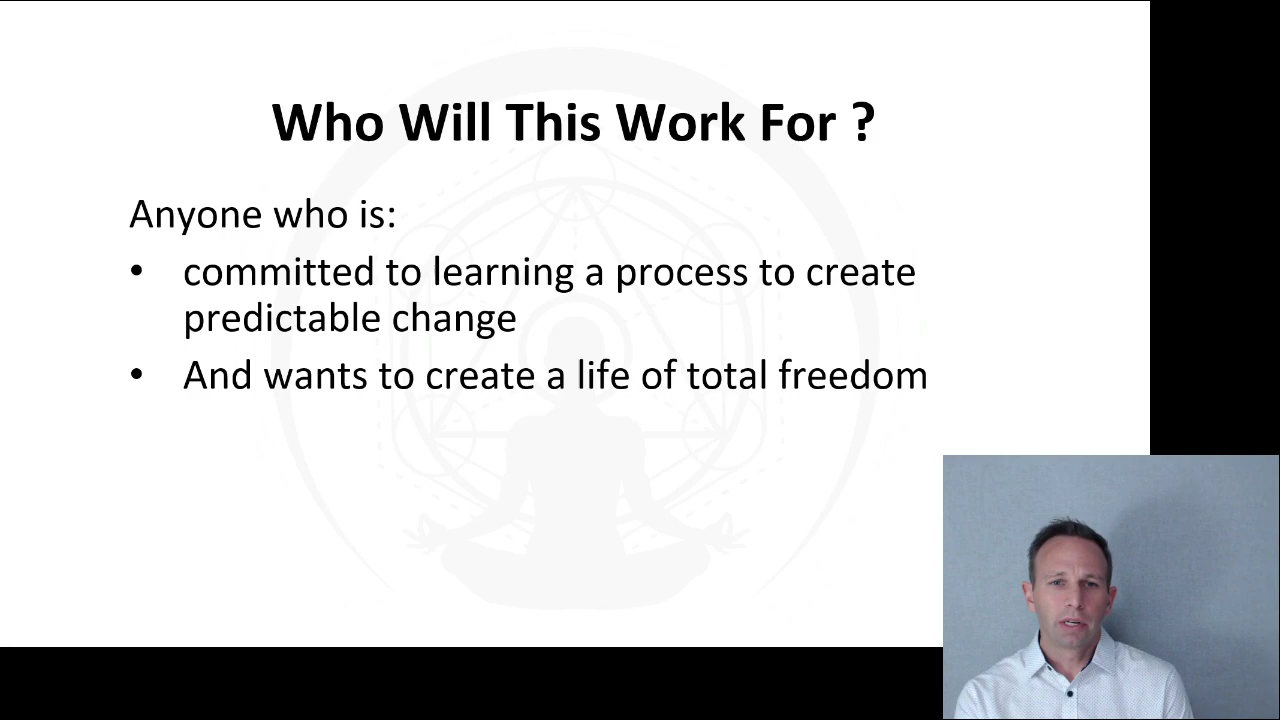 Who Will This Work For ?
Anyone who is:
• committed to learning a process to create
predictable change
• And wants to create a life of total freedom